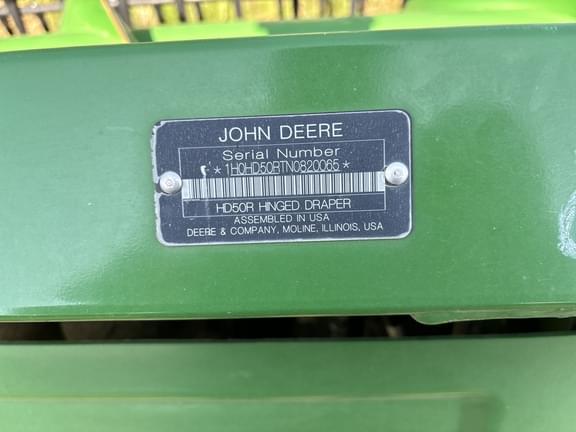 JOHN DEERE
Serial Number
*1H0HD50RTN0820065*
HD50R HINGED DRAPER
ASSEMBLED IN USA
DEERE & COMPANY, MOLINE, ILLINOIS, USA